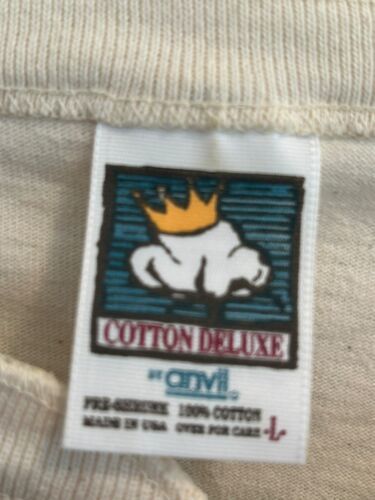 COTTON DELUXE
BY anvil
PRE-SHRUNK 100% COTTON
MADE IN USA OVER FOR CARE -L-